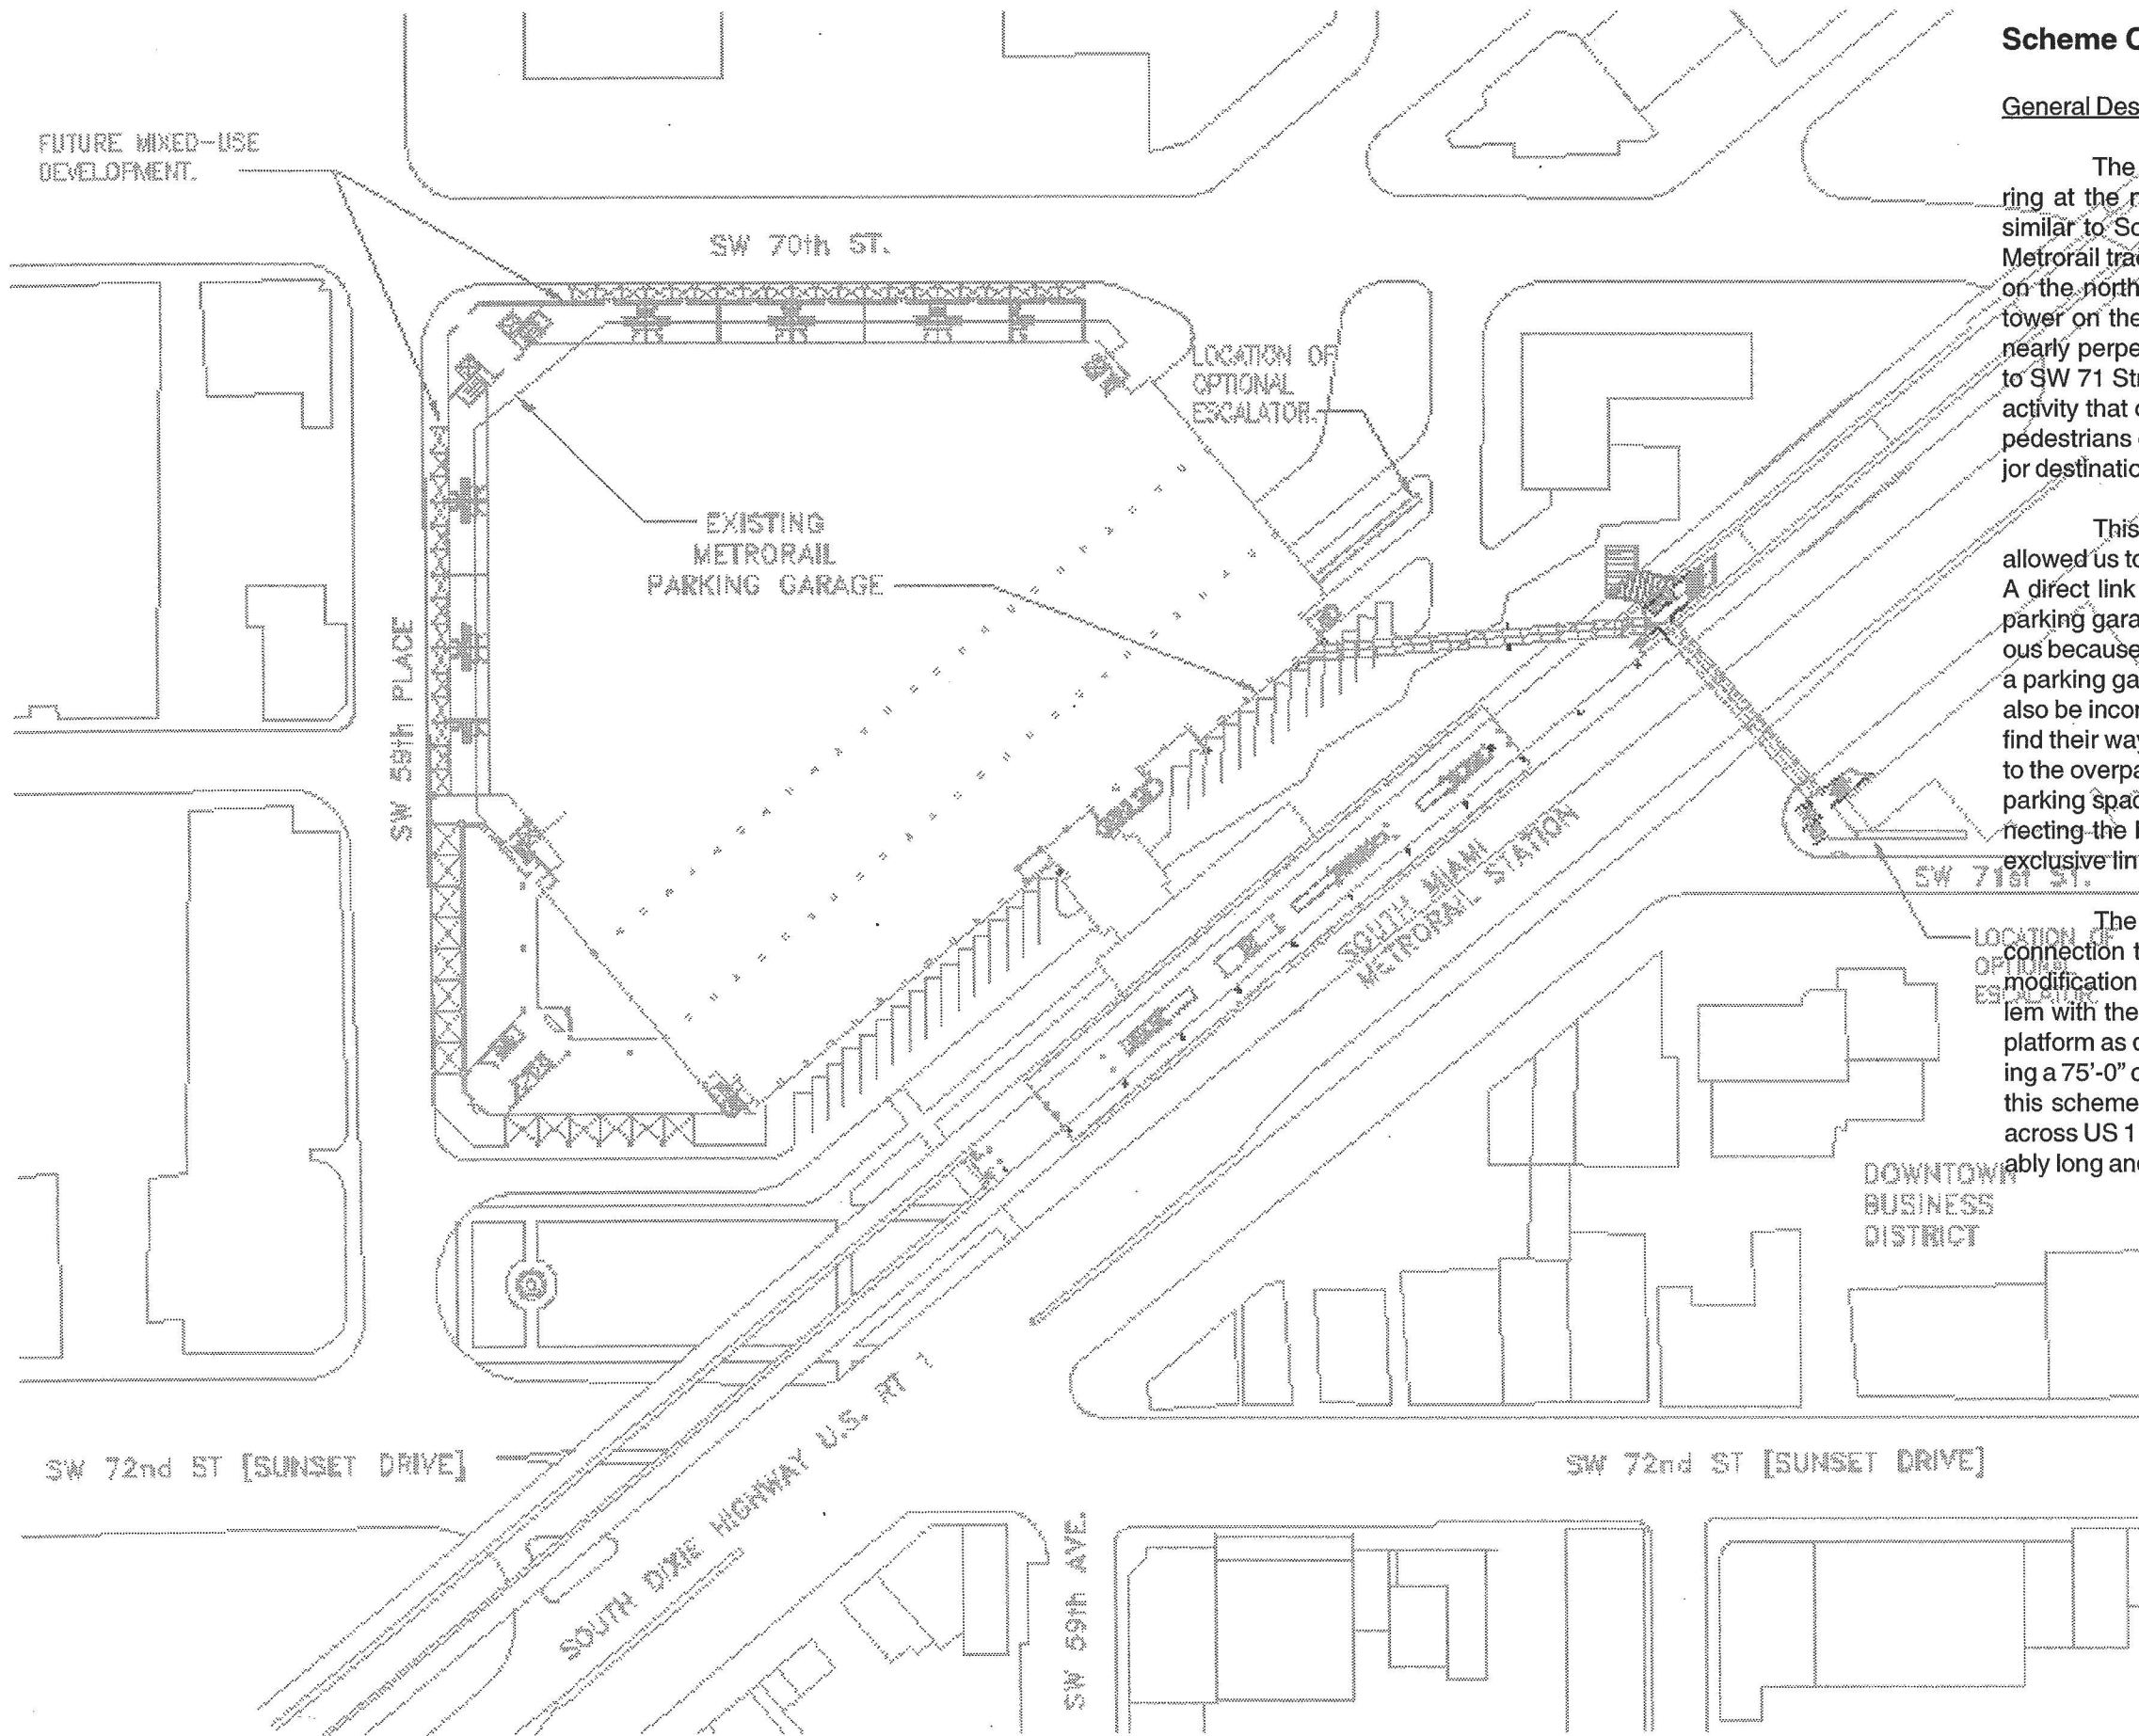 FUTURE MIXED-USE
DEVELOPMENT.
SW 70th ST.
LOCATION OF
OPTIONAL
ESCALATOR.
EXISTING
METRORAIL
PARKING GARAGE
SW 59th PLACE
SOUTH MIAMI
METRORAIL STATION
SW 71st ST.
LOCATION OF
OPTIONAL
ESCALATOR.
DOWNTOWN
BUSINESS
DISTRICT
SW 72nd ST [SUNSET DRIVE]
SOUTH DIXIE HIGHWAY U.S. RT 1
SW 72nd ST [SUNSET DRIVE]
SW 59th AVE.
Scheme C
General Des
The
ring at the
similar to Sc
Metrorail tra
on the north
tower on the
nearly perpe
to SW 71 Str
activity that
pedestrians
jor destinatio
This
allowed us to
A direct link
parking gara
ous because
a parking ga
also be incor
find their way
to the overpa
parking spac
necting the
exclusive lin
The
connection t
modification
lem with the
platform as
ing a 75'-0"
this scheme
across US 1
ably long and